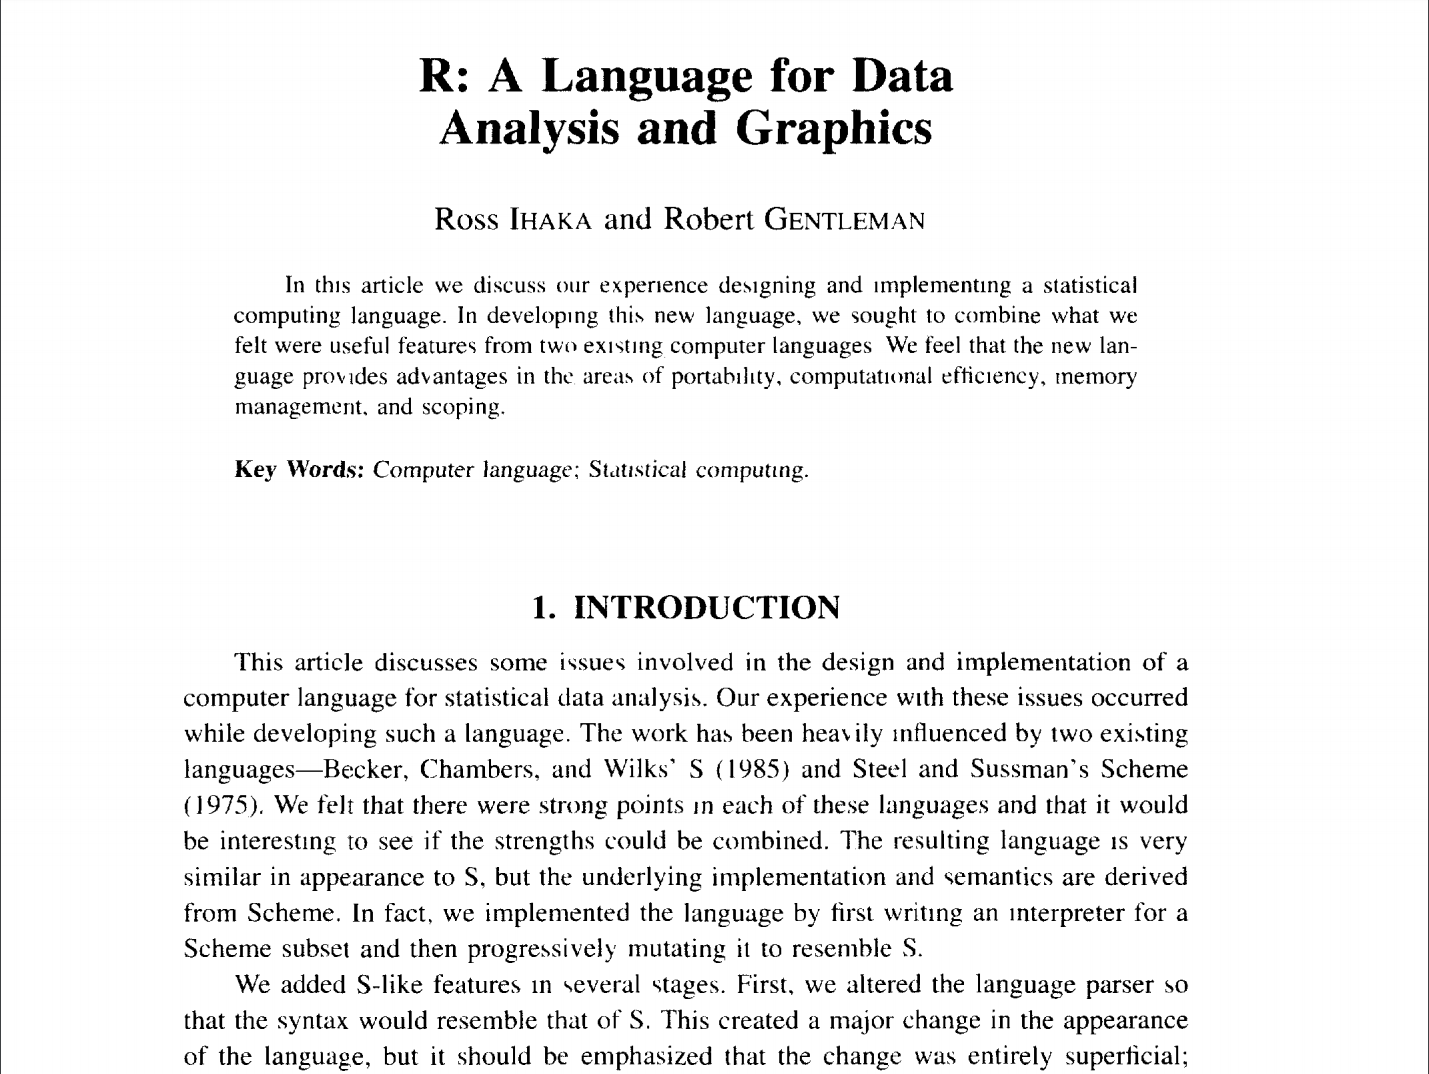 R: A Language for Data
Analysis and Graphics
Ross IHAKA and Robert GENTLEMAN
In this article we discuss our experience designing and implementing a statistical
computing language. In developing this new language, we sought to combine what we
felt were useful features from two existing computer languages We feel that the new lan-
guage provides advantages in the areas of portability, computational efficiency, memory
management, and scoping.
Key Words: Computer language; Statistical computing.
1. INTRODUCTION
This article discusses some issues involved in the design and implementation of a
computer language for statistical data analysis. Our experience with these issues occurred
while developing such a language. The work has been heavily influenced by two existing
languages—Becker, Chambers, and Wilks' S (1985) and Steel and Sussman's Scheme
(1975). We felt that there were strong points in each of these languages and that it would
be interesting to see if the strengths could be combined. The resulting language is very
similar in appearance to S, but the underlying implementation and semantics are derived
from Scheme. In fact, we implemented the language by first writing an interpreter for a
Scheme subset and then progressively mutating it to resemble S.
We added S-like features in several stages. First, we altered the language parser so
that the syntax would resemble that of S. This created a major change in the appearance
of the language, but it should be emphasized that the change was entirely superficial;